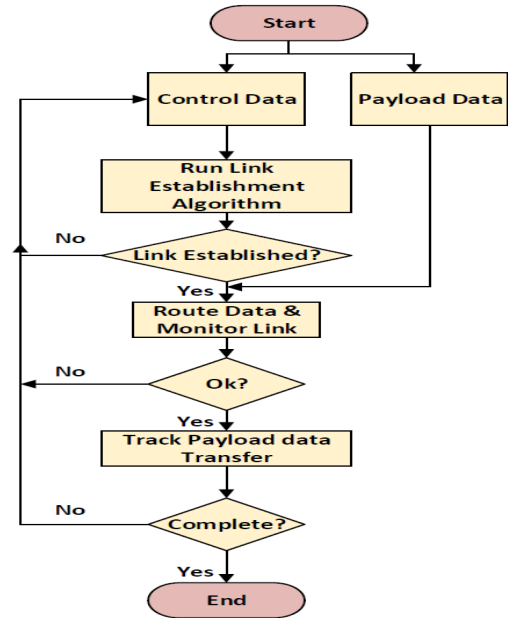 Start
Control Data
Payload Data
Run Link
Establishment
Algorithm
No
Link Established?
Yes
Route Data &
Monitor Link
No
Ok?
Yes
Track Payload data
Transfer
No
Complete?
Yes
End